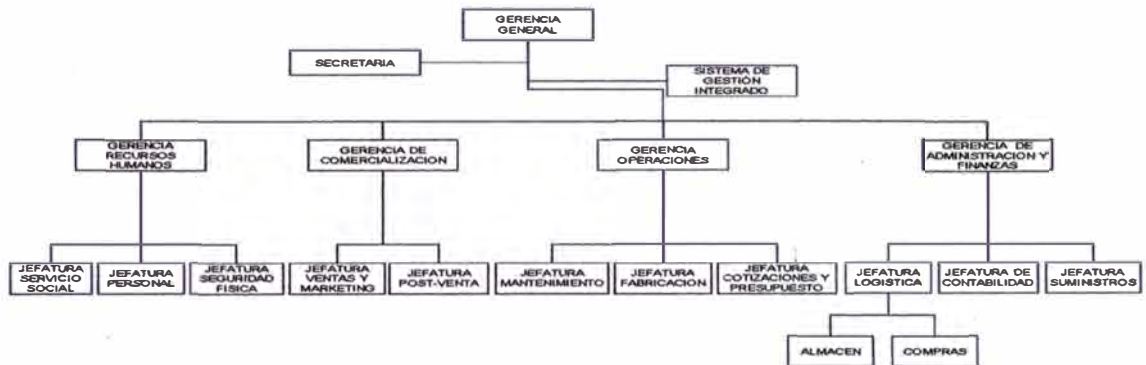 GERENCIA
GENERAL
SECRETARIA
SISTEMA DE
GESTIÓN
INTEGRADO
GERENCIA
RECURSOS
HUMANOS
GERENCIA DE
COMERCIALIZACION
GERENCIA
OPERACIONES
GERENCIA DE
ADMINISTRACION Y
FINANZAS
JEFATURA
SERVICIO
SOCIAL
JEFATURA
PERSONAL
JEFATURA
SEGURIDAD
FISICA
JEFATURA
VENTAS Y
MARKETING
JEFATURA
POST-VENTA
JEFATURA
MANTENIMIENTO
JEFATURA
FABRICACION
JEFATURA
COTIZACIONES Y
PRESUPUESTO
JEFATURA
LOGISTICA
JEFATURA DE
CONTABILIDAD
JEFATURA
SUMINISTROS
ALMACEN
COMPRAS